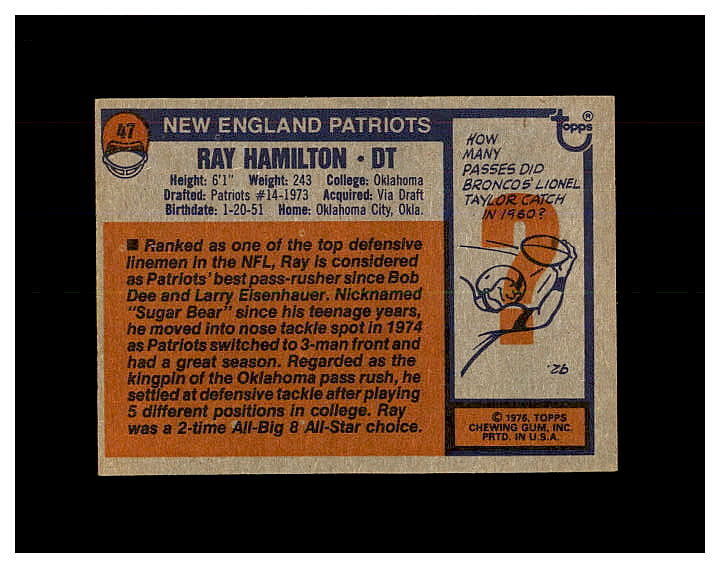 47
NEW ENGLAND PATRIOTS
RAY HAMILTON • DT
Height: 6'1" Weight: 243 College: Oklahoma
Drafted: Patriots #14-1973 Acquired: Via Draft
Birthdate: 1-20-51 Home: Oklahoma City, Okla.
■ Ranked as one of the top defensive
linemen in the NFL, Ray is considered
as Patriots' best pass-rusher since Bob
Dee and Larry Eisenhauer. Nicknamed
"Sugar Bear" since his teenage years,
he moved into nose tackle spot in 1974
as Patriots switched to 3-man front and
had a great season. Regarded as the
kingpin of the Oklahoma pass rush, he
settled at defensive tackle after playing
5 different positions in college. Ray
was a 2-time All-Big 8 All-Star choice.
topps®
HOW
MANY
PASSES DID
BRONCOS' LIONEL
TAYLOR CATCH
IN 1960?
?
92.
© 1976, TOPPS
CHEWING GUM, INC.
PRTD. IN U.S.A.